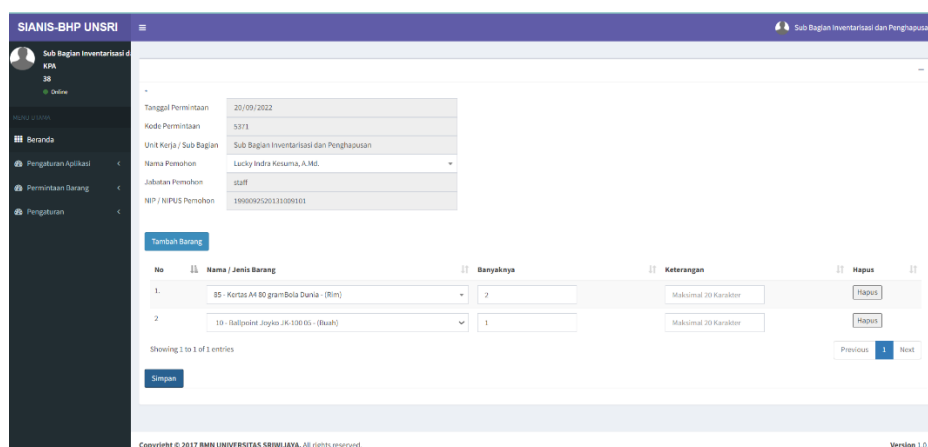 SIANIS-BHP UNSRI
Sub Bagian Inventarisasi dan Penghapusa
Sub Bagian Inventarisasi d
KPA
38
Online
MENU UTAMA
Beranda
Pengaturan Aplikasi
Permintaan Barang
Pengaturan
Tanggal Permintaan 20/09/2022
Kode Permintaan 5371
Unit Kerja / Sub Bagian Sub Bagian Inventarisasi dan Penghapusan
Nama Pemohon Lucky Indra Kesuma, A.Md.
Jabatan Pemohon staff
NIP / NIPUS Pemohon
Tambah Barang
No Nama / Jenis Barang Banyaknya Keterangan Hapus
1. 85 - Kertas A4 80 gramBola Dunia - (Rim) 2 Maksimal 20 Karakter Hapus
2 10 - Ballpoint Joyko JK-100 05 - (Buah) 1 Maksimal 20 Karakter Hapus
Showing 1 to 1 of 1 entries Previous 1 Next
Simpan
Copyright © 2017 BMN UNIVERSITAS SRIWIJAYA. All rights reserved Version 1.0